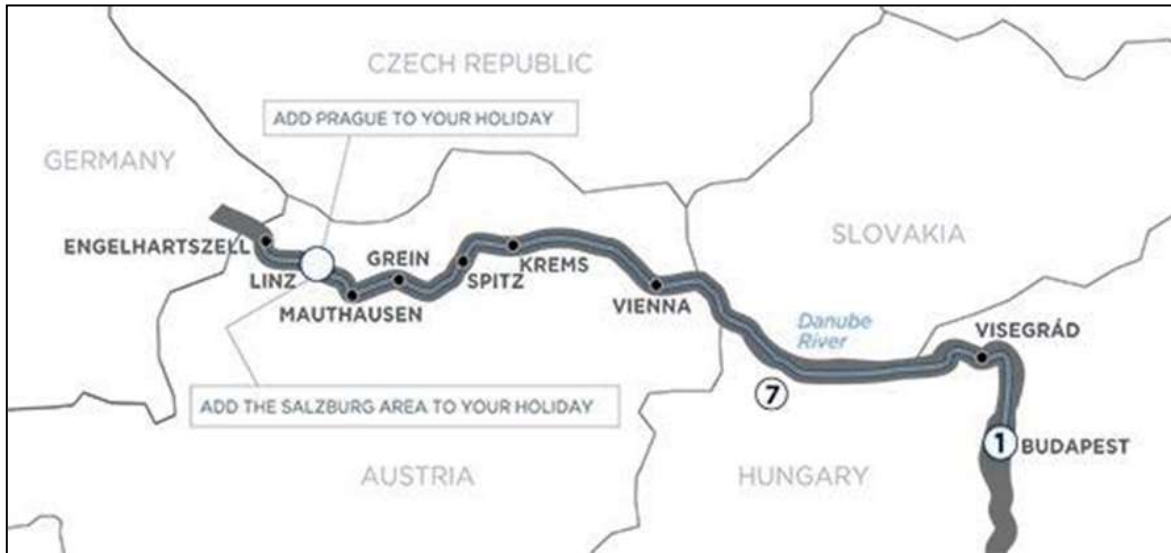 CZECH REPUBLIC
ADD PRAGUE TO YOUR HOLIDAY
GERMANY
SLOVAKIA
ENGELHARTSZELL
GREIN
KREMS
LINZ
SPITZ
MAUTHAUSEN
VIENNA
Danube
River
VISEGRÁD
7
ADD THE SALZBURG AREA TO YOUR HOLIDAY
1 BUDAPEST
AUSTRIA
HUNGARY